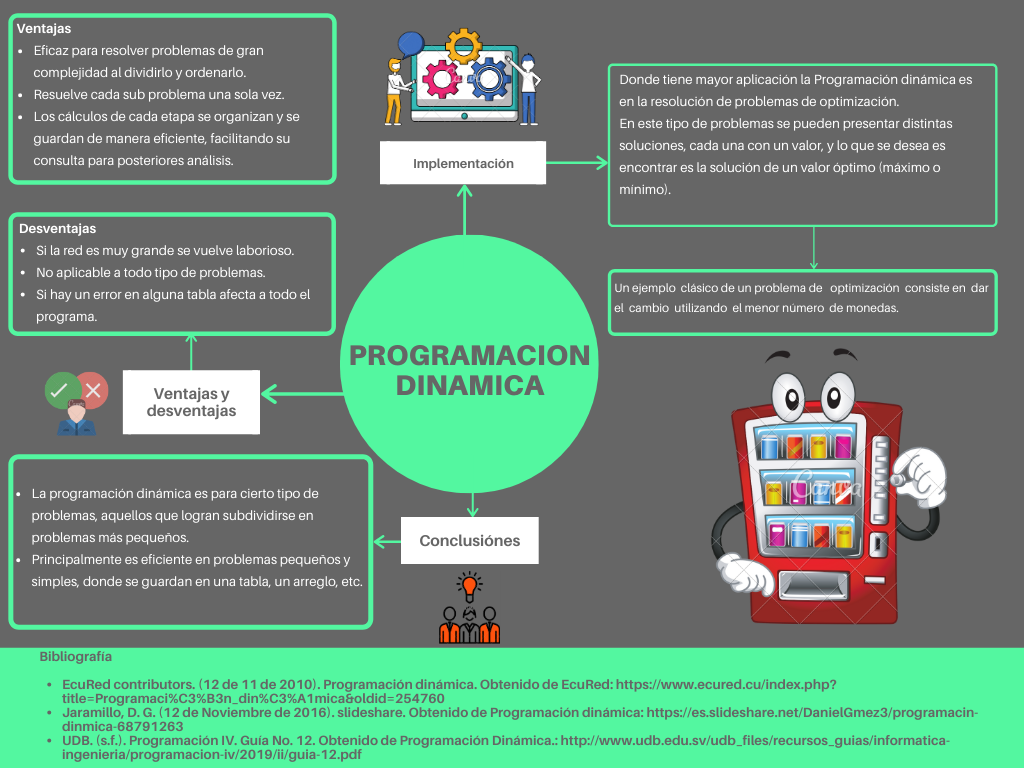 Ventajas
• Eficaz para resolver problemas de gran
complejidad al dividirlo y ordenarlo.
• Resuelve cada sub problema una sola vez.
• Los cálculos de cada etapa se organizan y se
guardan de manera eficiente, facilitando su
consulta para posteriores análisis.
Desventajas
• Si la red es muy grande se vuelve laborioso.
• No aplicable a todo tipo de problemas.
• Si hay un error en alguna tabla afecta a todo el
programa.
Ventajas y
desventajas
Implementación
Donde tiene mayor aplicación la Programación dinámica es
en la resolución de problemas de optimización.
En este tipo de problemas se pueden presentar distintas
soluciones, cada una con un valor, y lo que se desea es
encontrar es la solución de un valor óptimo (máximo o
mínimo).
Un ejemplo clásico de un problema de optimización consiste en dar
el cambio utilizando el menor número de monedas.
PROGRAMACION
DINAMICA
Canva
• La programación dinámica es para cierto tipo de
problemas, aquellos que logran subdividirse en
problemas más pequeños.
• Principalmente es eficiente en problemas pequeños y
simples, donde se guardan en una tabla, un arreglo, etc.
Conclusiónes
Bibliografía
• EcuRed contributors. (12 de 11 de 2010). Programación dinámica. Obtenido de EcuRed: https://www.ecured.cu/index.php?
title=Programaci%C3%B3n_din%C3%A1mica&oldid=254760
• Jaramillo, D. G. (12 de Noviembre de 2016). slideshare. Obtenido de Programación dinámica: https://es.slideshare.net/DanielGmez3/programacin-
dinmica-68791263
• UDB. (s.f.). Programación IV. Guía No. 12. Obtenido de Programación Dinámica.: http://www.udb.edu.sv/udb_files/recursos_guias/informatica-
ingenieria/programacion-iv/2019/ii/guia-12.pdf